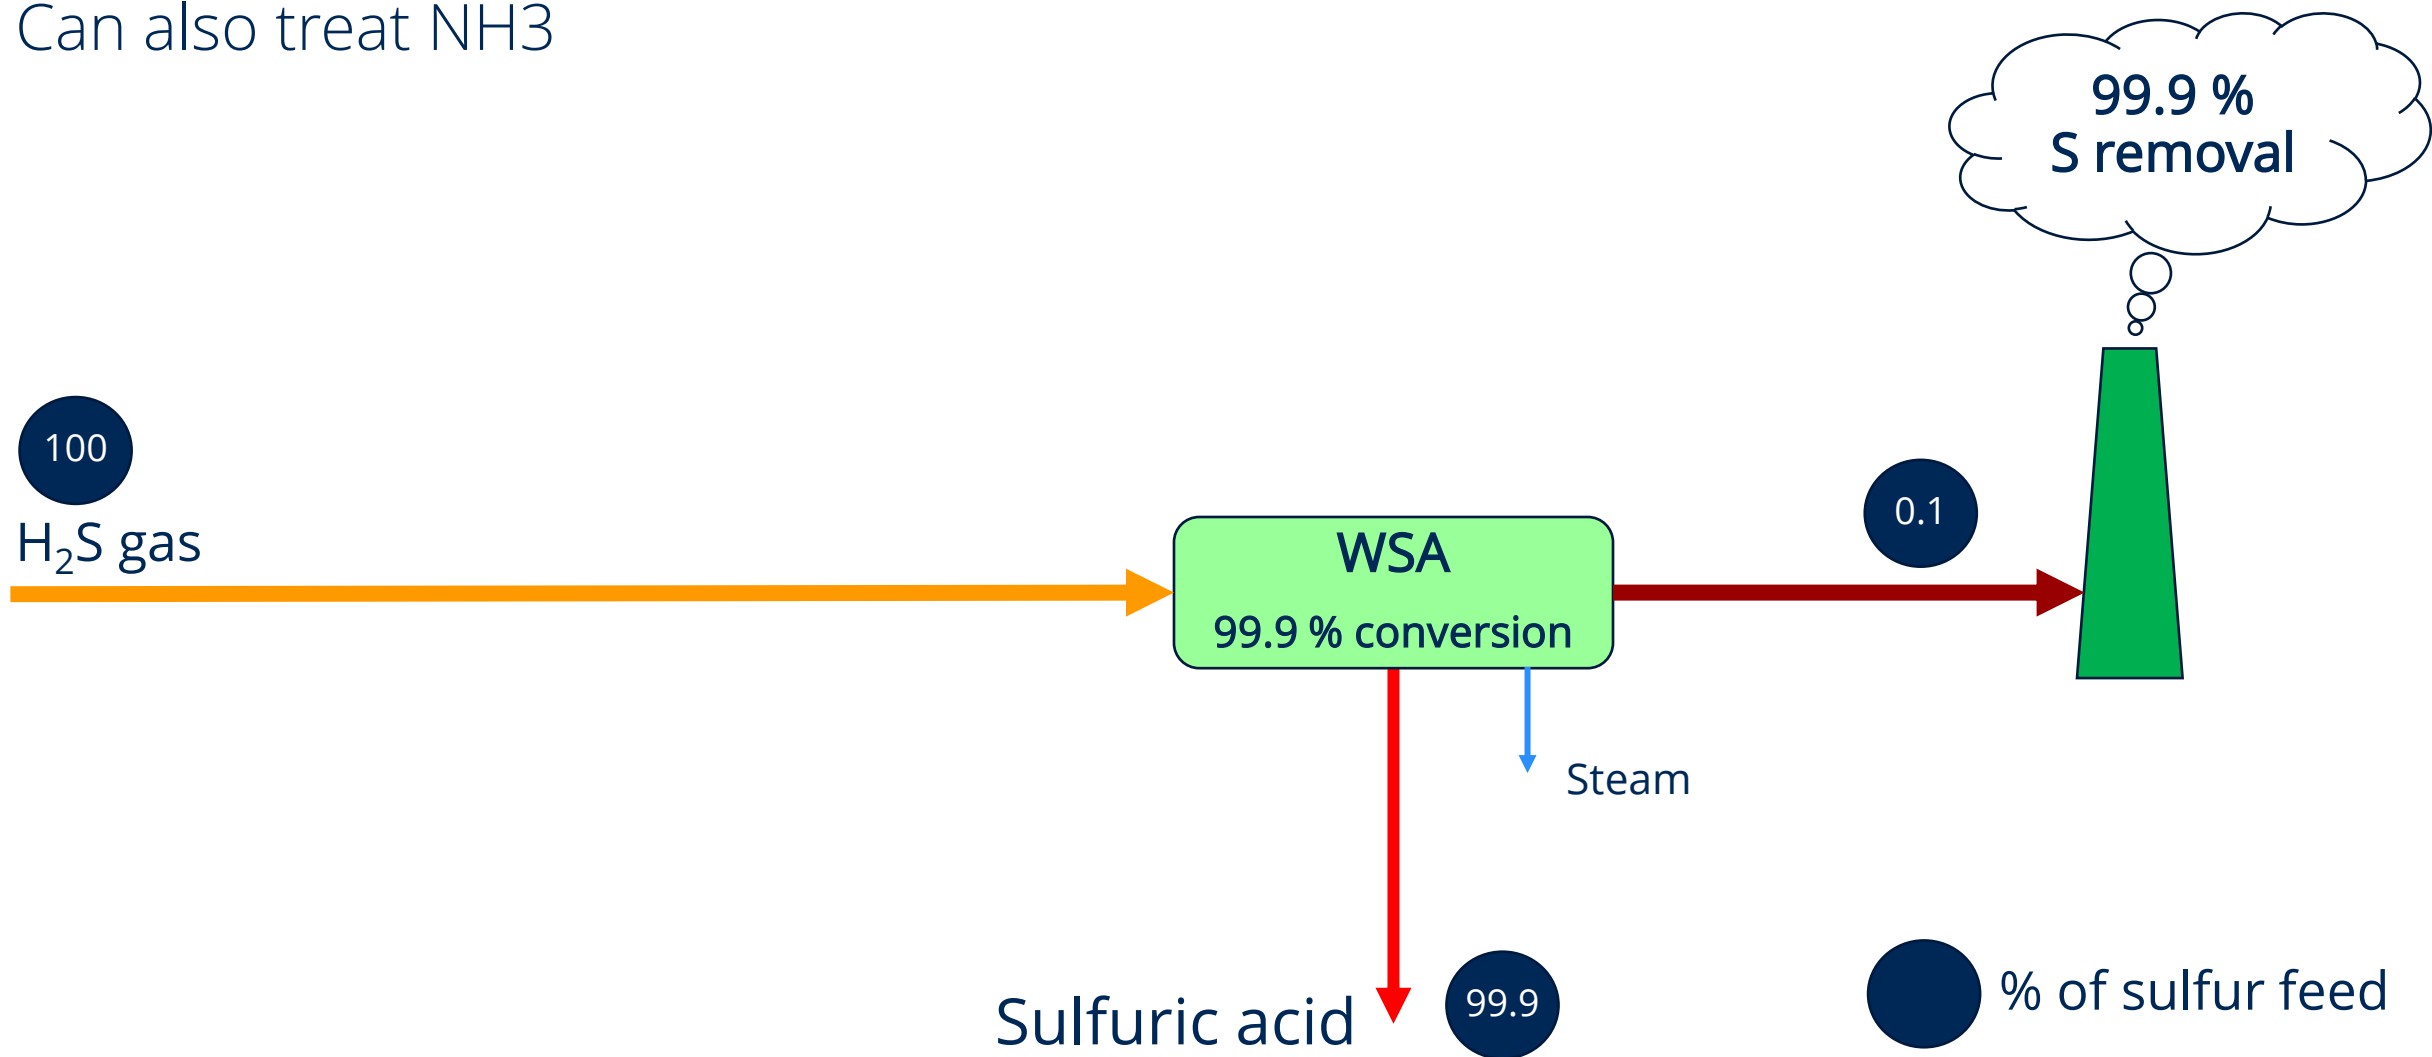 Can also treat NH3
99.9 %
S removal
100
H₂S gas
0.1
WSA
99.9 % conversion
Steam
Sulfuric acid
99.9
% of sulfur feed